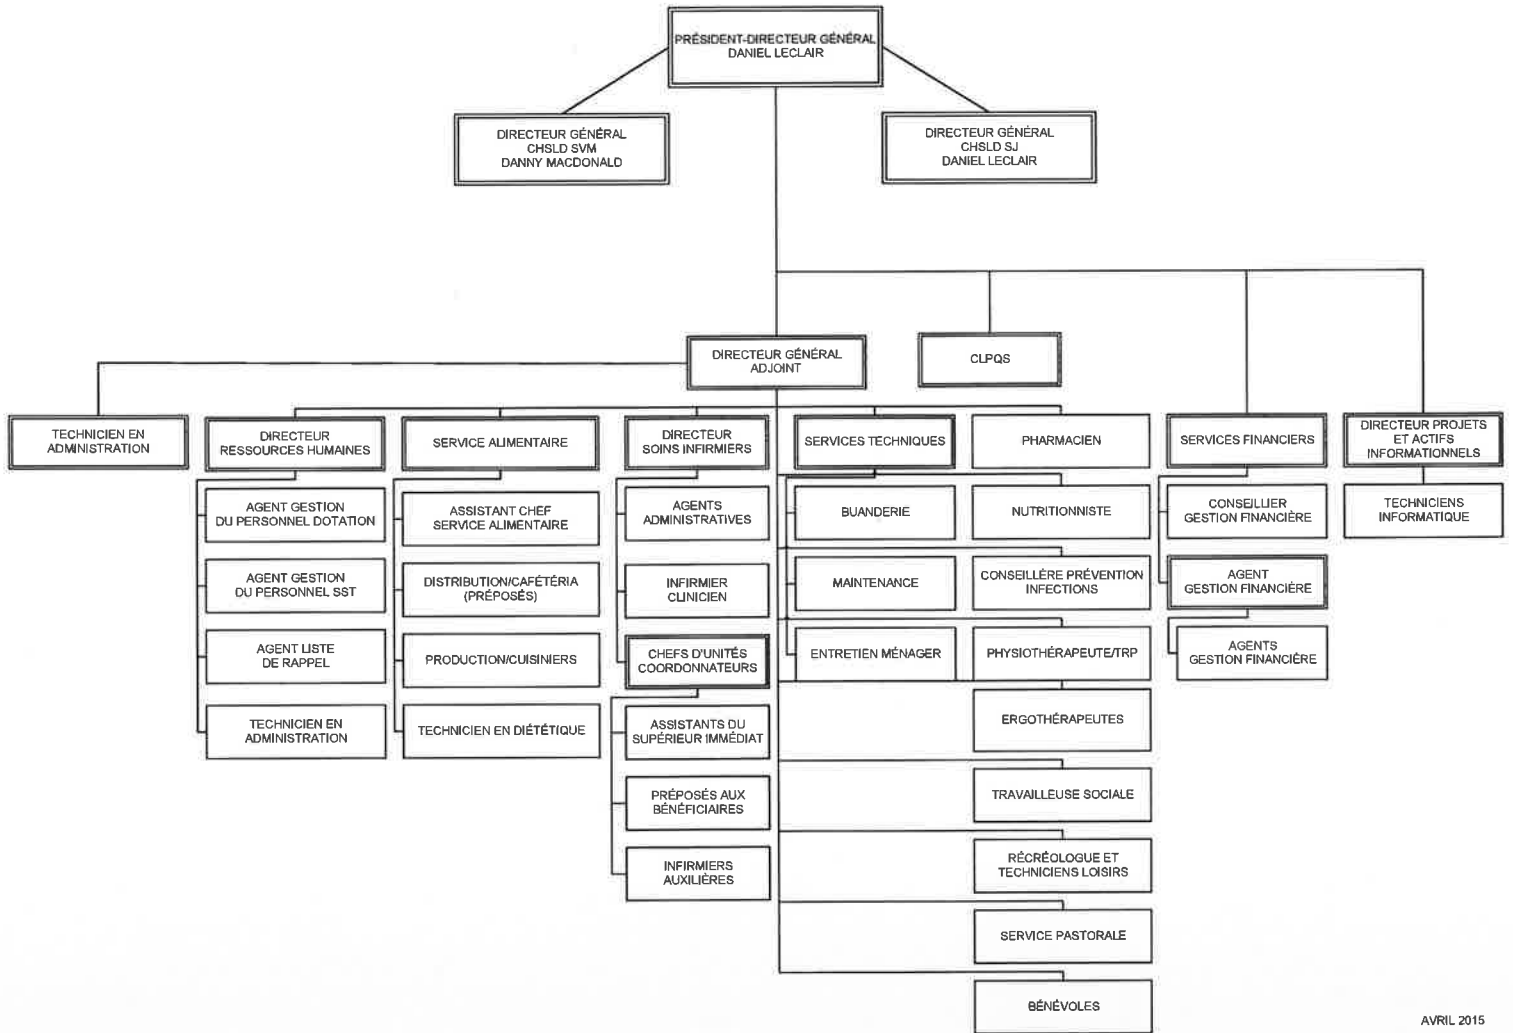 PRÉSIDENT-DIRECTEUR GÉNÉRAL
DANIEL LECLAIR
DIRECTEUR GÉNÉRAL
CHSLD SVM
DANNY MACDONALD
DIRECTEUR GÉNÉRAL
CHSLD SJ
DANIEL LECLAIR
DIRECTEUR GÉNÉRAL
ADJOINT
CLPQS
TECHNICIEN EN
ADMINISTRATION
DIRECTEUR
RESSOURCES HUMAINES
SERVICE ALIMENTAIRE
DIRECTEUR
SOINS INFIRMIERS
SERVICES TECHNIQUES
PHARMACIEN
SERVICES FINANCIERS
DIRECTEUR PROJETS
ET ACTIFS
INFORMATIONNELS
AGENT GESTION
DU PERSONNEL DOTATION
ASSISTANT CHEF
SERVICE ALIMENTAIRE
AGENTS
ADMINISTRATIVES
BUANDERIE
NUTRITIONNISTE
CONSEILLIER
GESTION FINANCIÈRE
TECHNICIENS
INFORMATIQUE
AGENT GESTION
DU PERSONNEL SST
DISTRIBUTION/CAFÉTÉRIA
(PRÉPOSÉS)
INFIRMIER
CLINICIEN
MAINTENANCE
CONSEILLÈRE PRÉVENTION
INFECTIONS
AGENT
GESTION FINANCIÈRE
AGENT LISTE
DE RAPPEL
PRODUCTION/CUISINIERS
CHEFS D'UNITÉS
COORDONNATEURS
ENTRETIEN MÉNAGER
PHYSIOTHÉRAPEUTE/TRP
AGENTS
GESTION FINANCIÈRE
TECHNICIEN EN
ADMINISTRATION
TECHNICIEN EN DIÉTÉTIQUE
ASSISTANTS DU
SUPÉRIEUR IMMÉDIAT
ERGOTHÉRAPEUTES
PRÉPOSÉS AUX
BÉNÉFICIAIRES
TRAVAILLEUSE SOCIALE
INFIRMIERS
AUXILIÈRES
RÉCRÉOLOGUE ET
TECHNICIENS LOISIRS
SERVICE PASTORALE
BÉNÉVOLES
AVRIL 2015